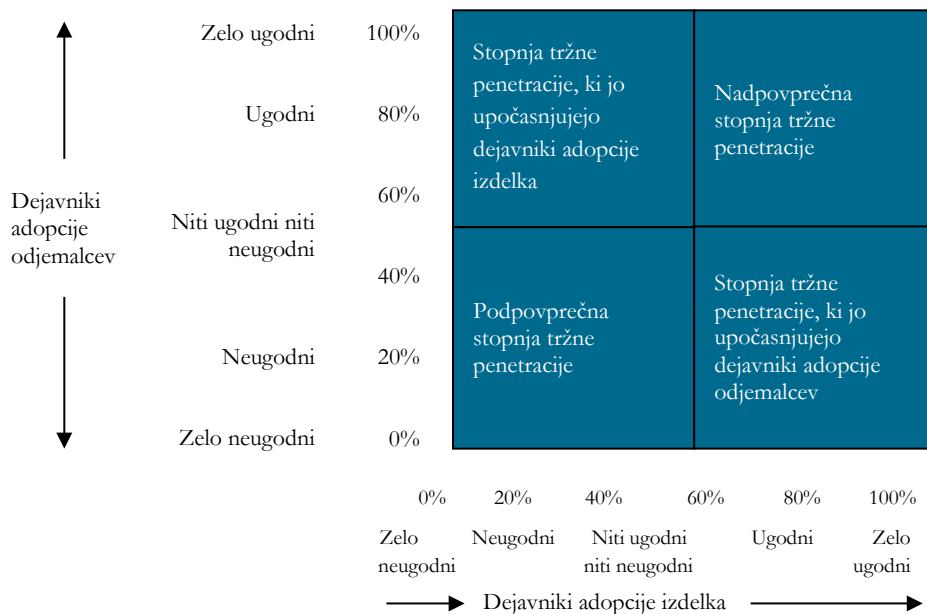 Zelo ugodni 100%
Ugodni 80%
60%
Niti ugodni niti
neugodni
40%
Neugodni 20%
Zelo neugodni 0%
Dejavniki
adopcije
odjemalcev
Stopnja tržne
penetracije, ki jo
upočasnjujejo
dejavniki adopcije
izdelka
Nadpovprečna
stopnja tržne
penetracije
Podpovprečna
stopnja tržne
penetracije
Stopnja tržne
penetracije, ki jo
upočasnjujejo
dejavniki adopcije
odjemalcev
0% 20% 40% 60% 80% 100%
Zelo
neugodni
Neugodni
Niti ugodni
niti neugodni
Ugodni
Zelo
ugodni
Dejavniki adopcije izdelka